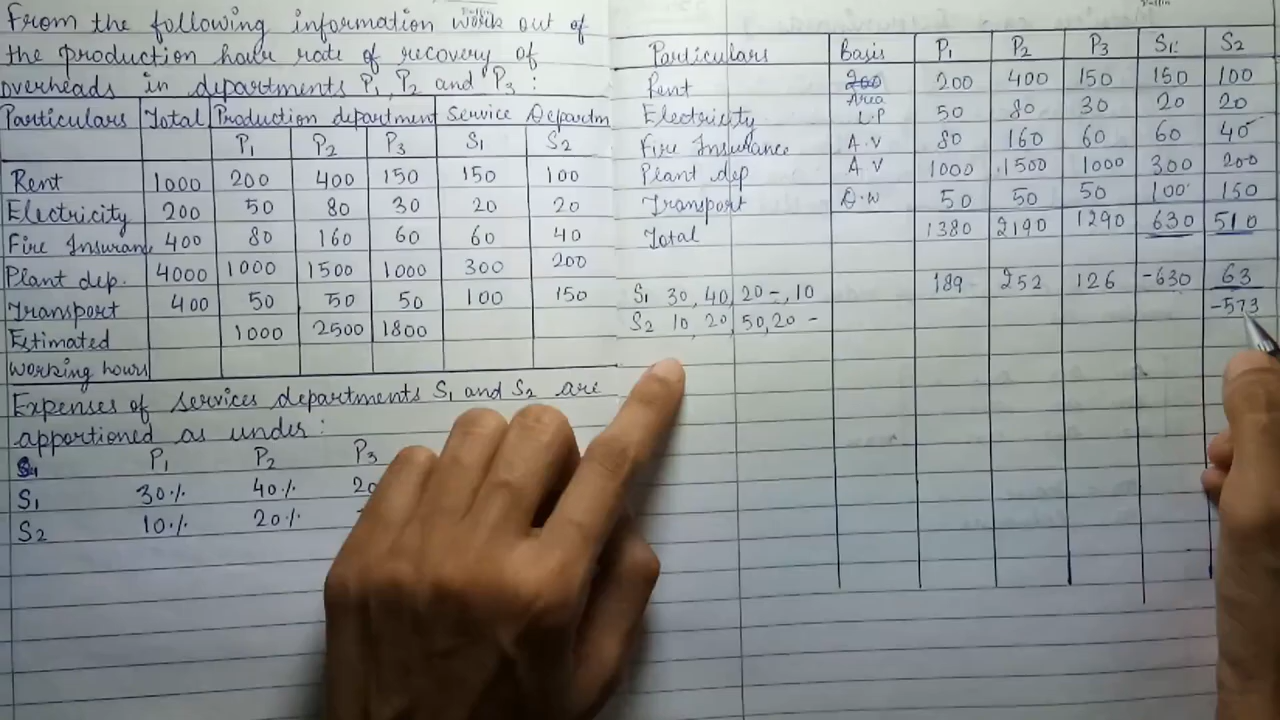 From the following information work out of
the production hour rate of recovery of
overheads in departments P1, P2 and P3 :
Particulars Total Production department Service Departm
P1 P2 P3 S1 S2
Rent 1000 200 400 150 150 100
Electricity 200 50 80 30 20 20
Fire Insuranc 400 80 160 60 60 40
Plant dep. 4000 1000 1500 1000 300 200
Transport 400 50 50 50 100 150
Estimated 1000 2500 1800
working hours
Expenses of services departments S1 and S2 are
apportioned as under :
P1 P2 P3
S1 30% 40% 20
S2 10% 20%
Particulars Basis P1 P2 P3 S1 S2
Rent Area 200 400 150 150 100
Electricity L.P 50 80 30 20 20
Fire Insurance A.V 80 160 60 60 40
Plant dep A V 1000 1500 1000 300 200
Transport D.W 50 50 50 100 150
Total 1380 2190 1290 630 510
S1 30, 40, 20 -, 10 189 252 126 -630 63
S2 10, 20, 50, 20 - -573